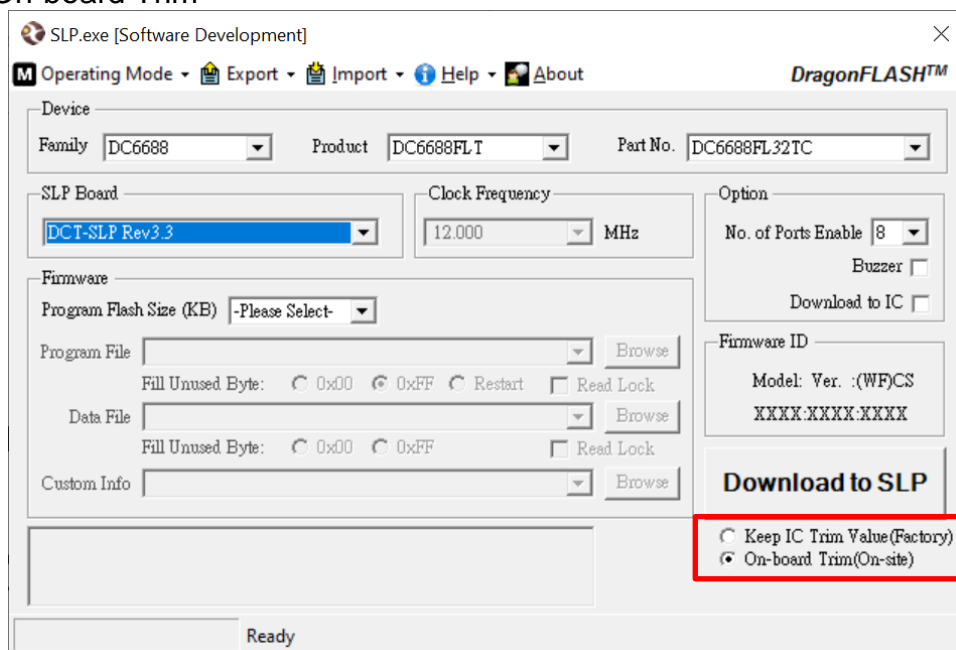 On-board Trim
SLP.exe [Software Development]
M Operating Mode Export Import Help About DragonFLASH™
Device
Family DC6688 Product DC6688FLT Part No. DC6688FL32TC
SLP Board
DCT-SLP Rev3.3
Clock Frequency
12.000 MHz
Option
No. of Ports Enable 8
Buzzer
Download to IC
Firmware
Program Flash Size (KB) -Please Select-
Program File Browse
Fill Unused Byte: 0x00 0xFF Restart Read Lock
Data File Browse
Fill Unused Byte: 0x00 0xFF Read Lock
Custom Info Browse
Firmware ID
Model: Ver. :(WF)CS
XXXX:XXXX:XXXX
Download to SLP
Keep IC Trim Value(Factory)
On-board Trim(On-site)
Ready